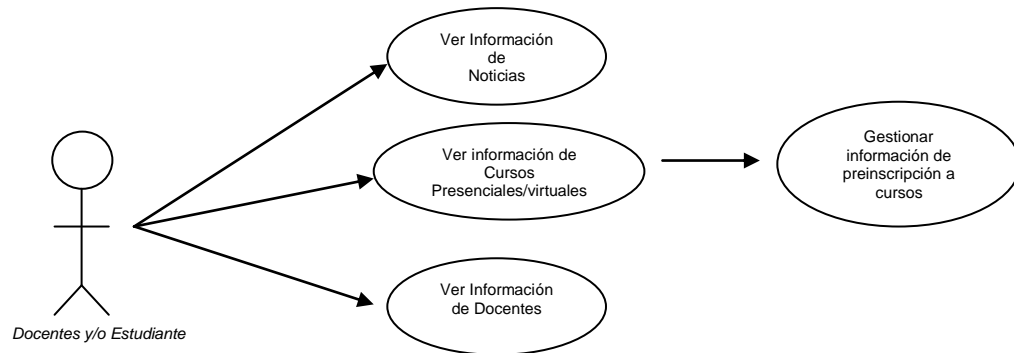 Ver Información
de
Noticias
Ver información de
Cursos
Presenciales/virtuales
Gestionar
información de
preinscripción a
cursos
Ver Información
de Docentes
Docentes y/o Estudiante